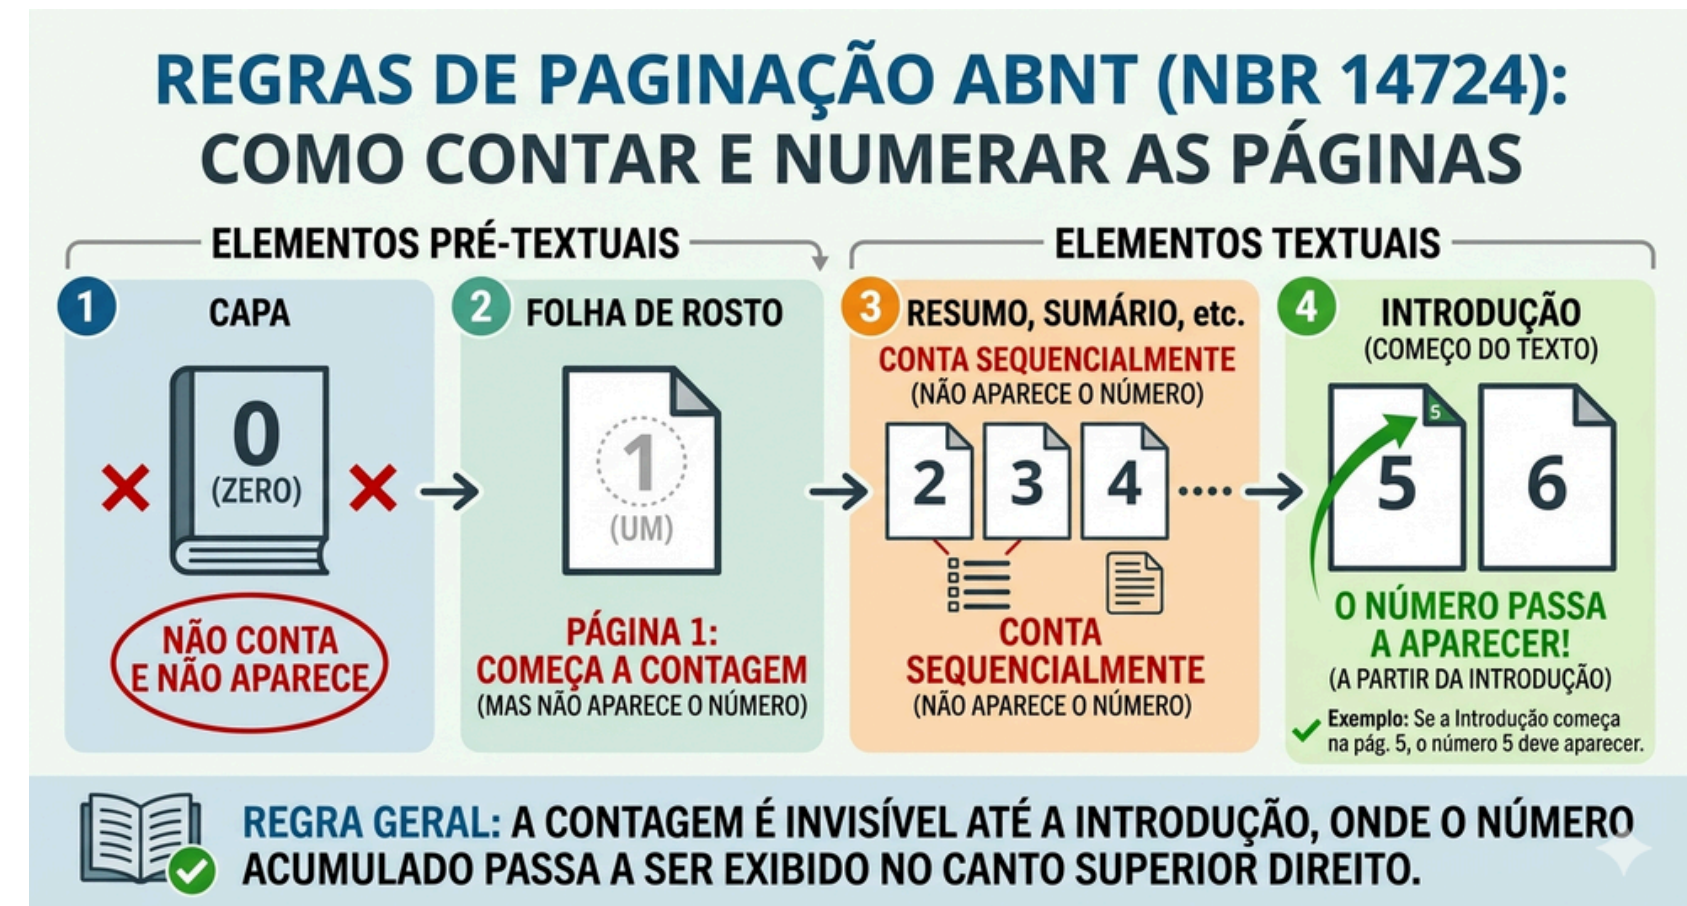 REGRAS DE PAGINAÇÃO ABNT (NBR 14724):
COMO CONTAR E NUMERAR AS PÁGINAS
ELEMENTOS PRÉ-TEXTUAIS
ELEMENTOS TEXTUAIS
1
CAPA
0
(ZERO)
NÃO CONTA
E NÃO APARECE
2
FOLHA DE ROSTO
1
(UM)
PÁGINA 1:
COMEÇA A CONTAGEM
(MAS NÃO APARECE O NÚMERO)
3
RESUMO, SUMÁRIO, etc.
CONTA SEQUENCIALMENTE
(NÃO APARECE O NÚMERO)
2 3 4
CONTA
SEQUENCIALMENTE
(NÃO APARECE O NÚMERO)
4
INTRODUÇÃO
(COMEÇO DO TEXTO)
5
5 6
O NÚMERO PASSA
A APARECER!
(A PARTIR DA INTRODUÇÃO)
Exemplo: Se a Introdução começa
na pág. 5, o número 5 deve aparecer.
REGRA GERAL: A CONTAGEM É INVISÍVEL ATÉ A INTRODUÇÃO, ONDE O NÚMERO
ACUMULADO PASSA A SER EXIBIDO NO CANTO SUPERIOR DIREITO.